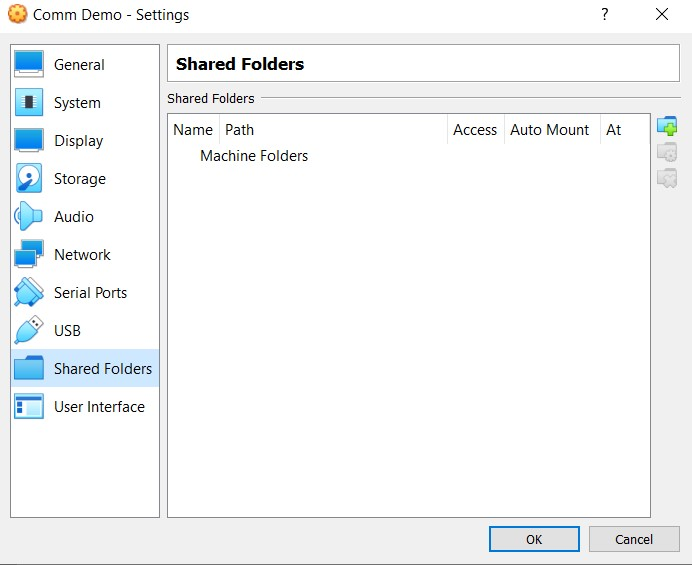 Comm Demo - Settings
?
General
System
Display
Storage
Audio
Network
Serial Ports
USB
Shared Folders
User Interface
Shared Folders
Shared Folders
Name Path Access Auto Mount At
Machine Folders
OK Cancel